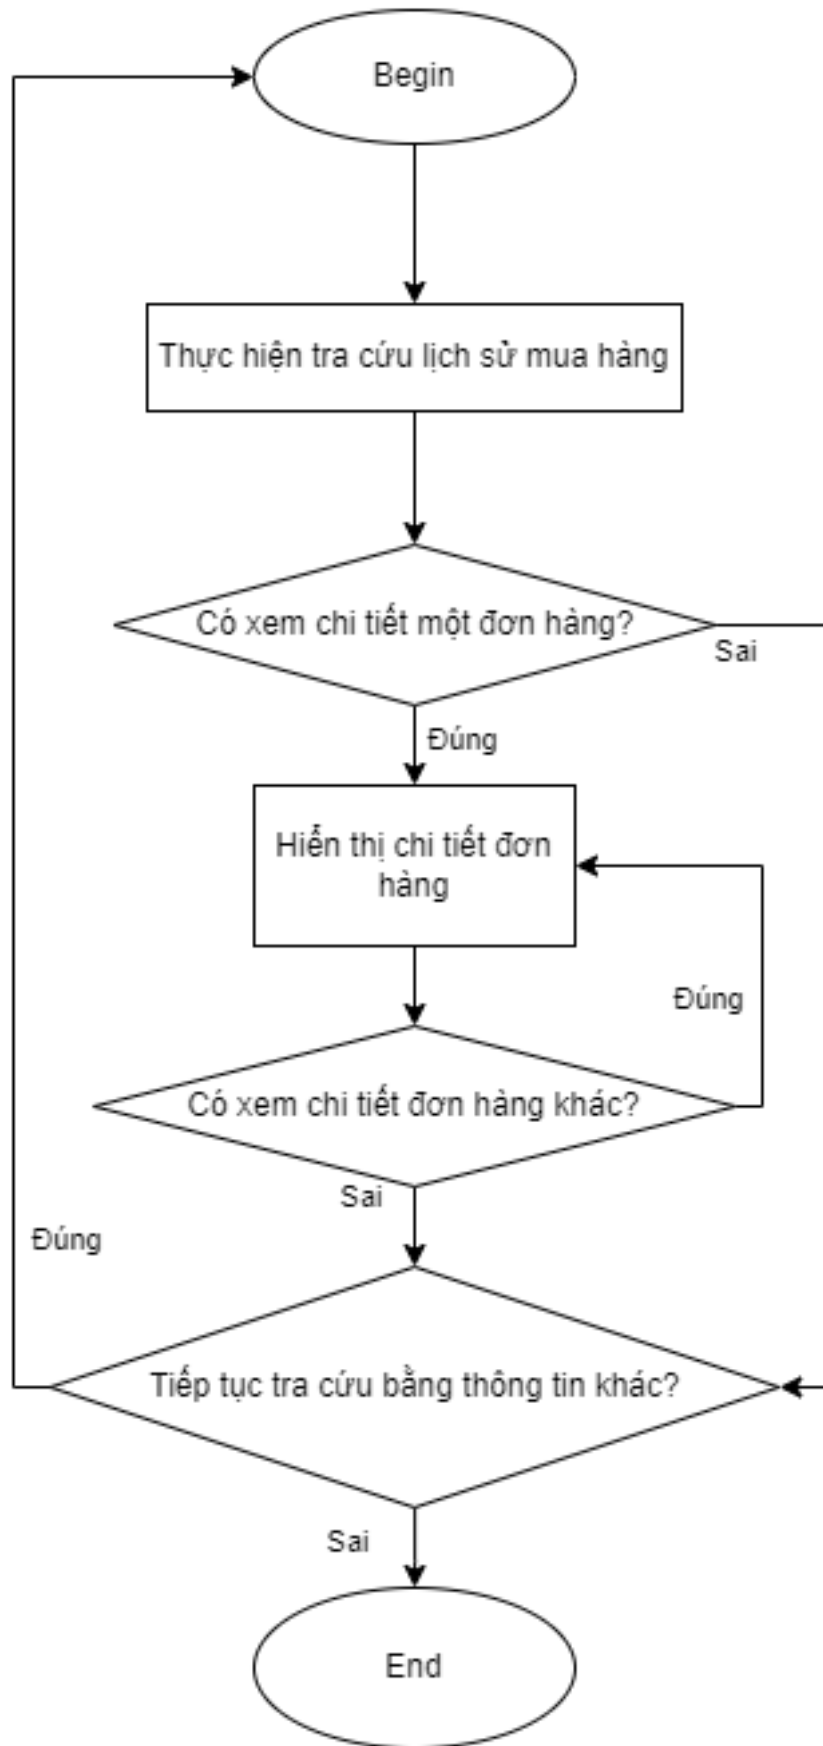 Begin
Thực hiện tra cứu lịch sử mua hàng
Có xem chi tiết một đơn hàng?
Sai
Đúng
Hiển thị chi tiết đơn
hàng
Đúng
Có xem chi tiết đơn hàng khác?
Sai
Đúng
Tiếp tục tra cứu bằng thông tin khác?
Sai
End